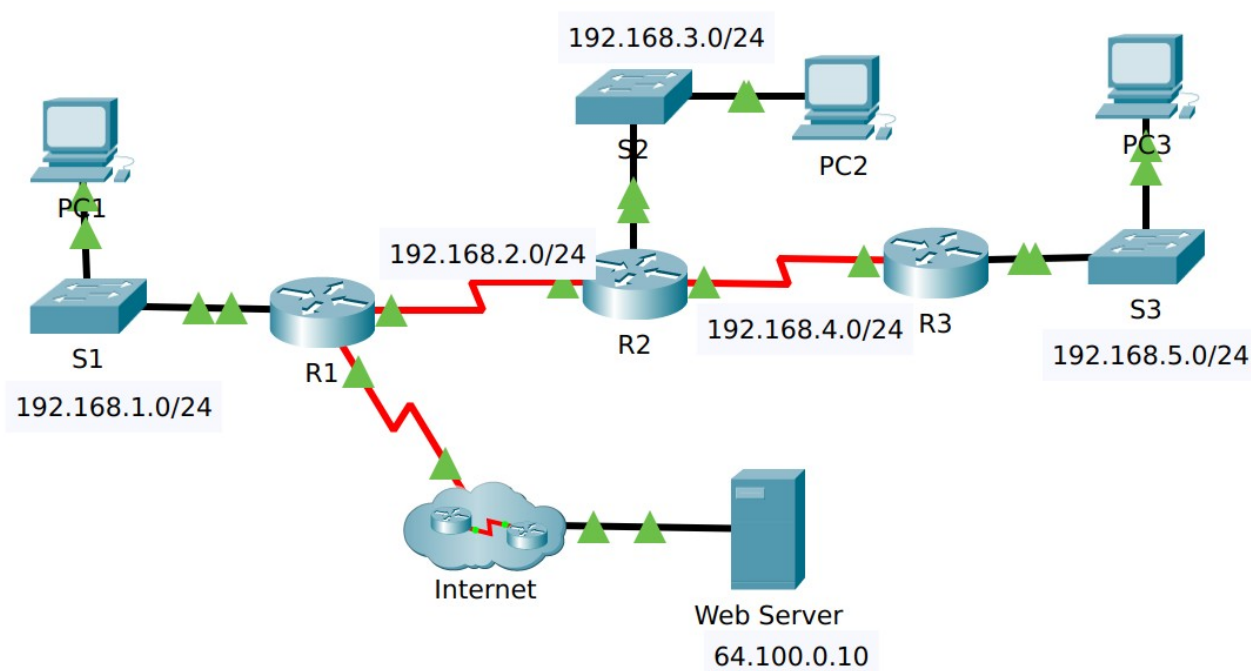 192.168.3.0/24
S2
PC2
PC3
PC1
192.168.2.0/24
R2
192.168.4.0/24
R3
S3
192.168.5.0/24
S1
R1
192.168.1.0/24
Internet
Web Server
64.100.0.10